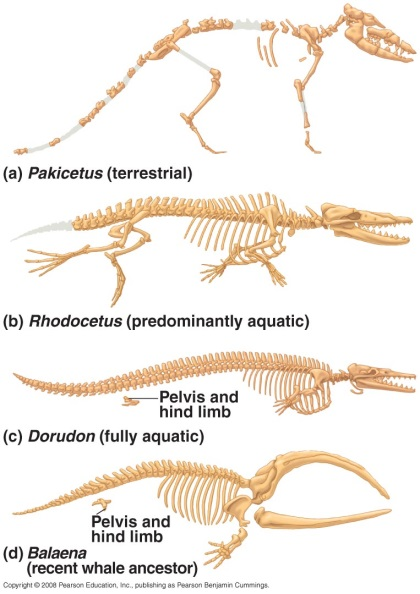 (a) Pakicetus (terrestrial)
(b) Rhodocetus (predominantly aquatic)
Pelvis and
hind limb
(c) Dorudon (fully aquatic)
Pelvis and
hind limb
(d) Balaena
(recent whale ancestor)
Copyright © 2008 Pearson Education, Inc., publishing as Pearson Benjamin Cummings.